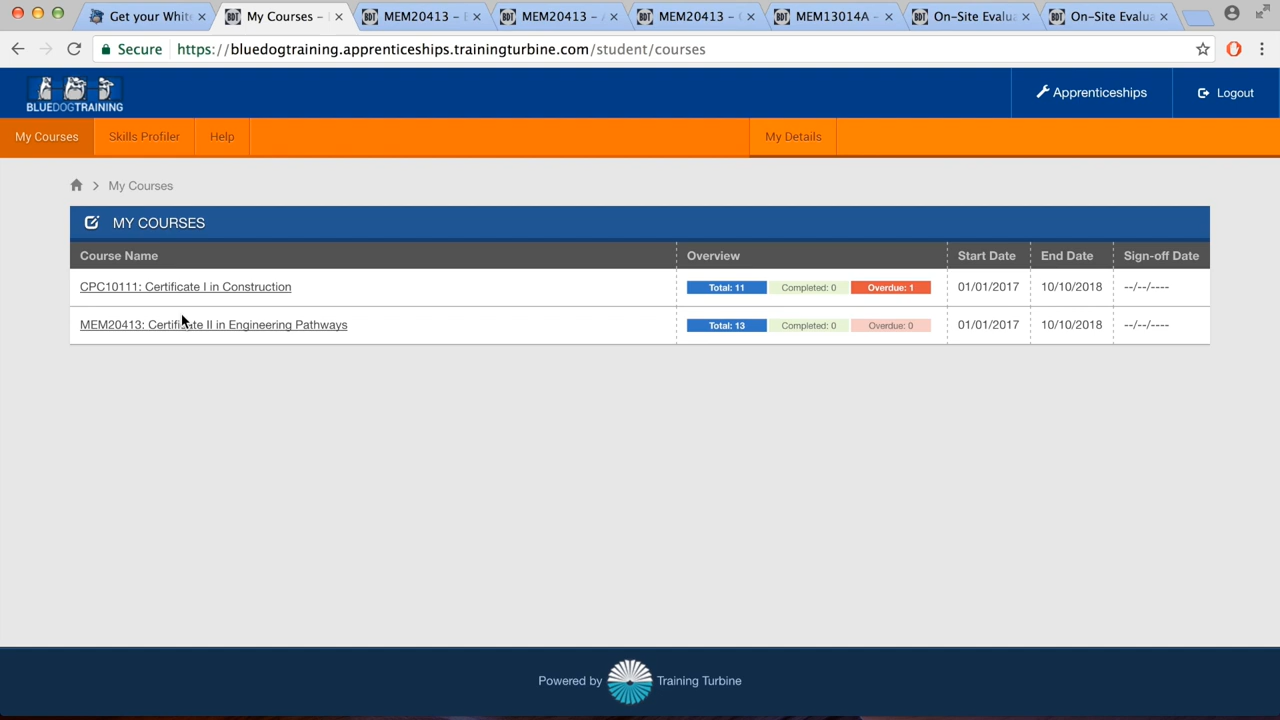 Get your White
My Courses –
MEM20413 –
MEM20413 –
MEM20413 –
MEM13014A –
On-Site Evalua
On-Site Evalua
Secure https://bluedogtraining.apprenticeships.trainingturbine.com/student/courses
BLUEDOGTRAINING
Apprenticeships
Logout
My Courses
Skills Profiler
Help
My Details
My Courses
MY COURSES
Course Name Overview Start Date End Date Sign-off Date
CPC10111: Certificate I in Construction Total: 11 Completed: 0 Overdue: 1 01/01/2017 10/10/2018 --/--/----
MEM20413: Certificate II in Engineering Pathways Total: 13 Completed: 0 Overdue: 0 01/01/2017 10/10/2018 --/--/----
Powered by Training Turbine